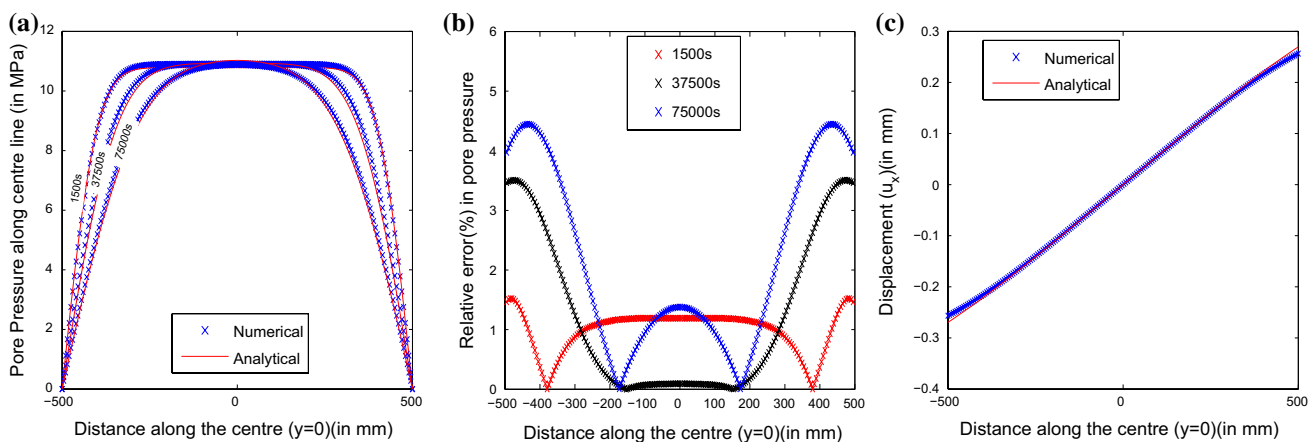 (a)
Pore Pressure along centre line (in MPa)
12
10
8
6
4
2
0
1500s
37500s
75000s
Numerical
Analytical
−500
0
500
Distance along the centre (y=0)(in mm)
(b)
Relative error(%) in pore pressure
6
5
4
3
2
1
0
1500s
37500s
75000s
−500 −400 −300 −200 −100 0 100 200 300 400 500
Distance along the centre (y=0)(in mm)
(c)
Displacement (ux)(in mm)
0.3
0.2
0.1
0
−0.1
−0.2
−0.3
−0.4
Numerical
Analytical
−500
0
500
Distance along the centre (y=0)(in mm)